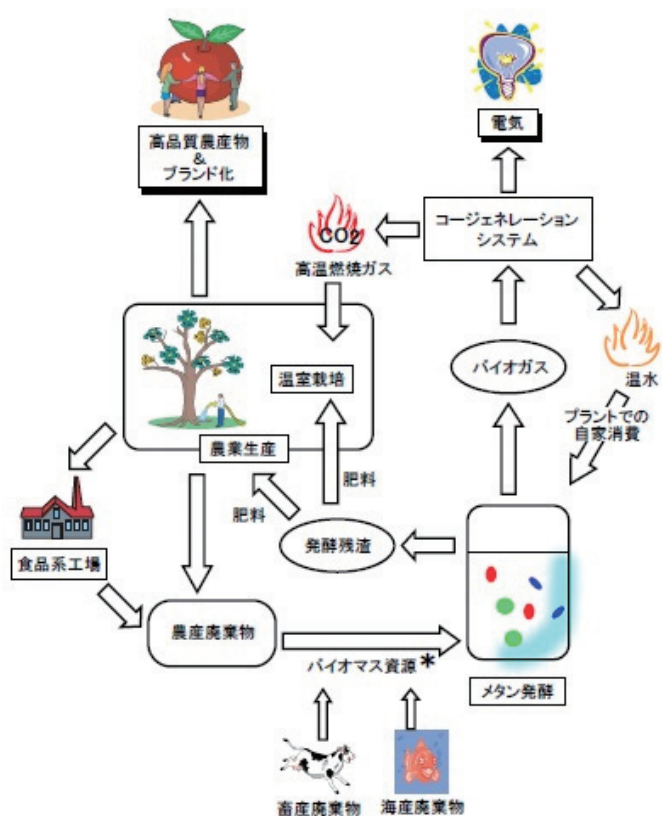 高品質農産物
&
ブランド化
電気
コージェネレーション
システム
CO2
高温燃焼ガス
温室栽培
バイオガス
温水
プラントでの
自家消費
農業生産
肥料
肥料
食品系工場
発酵残渣
農産廃棄物
バイオマス資源*
メタン発酵
畜産廃棄物
海産廃棄物